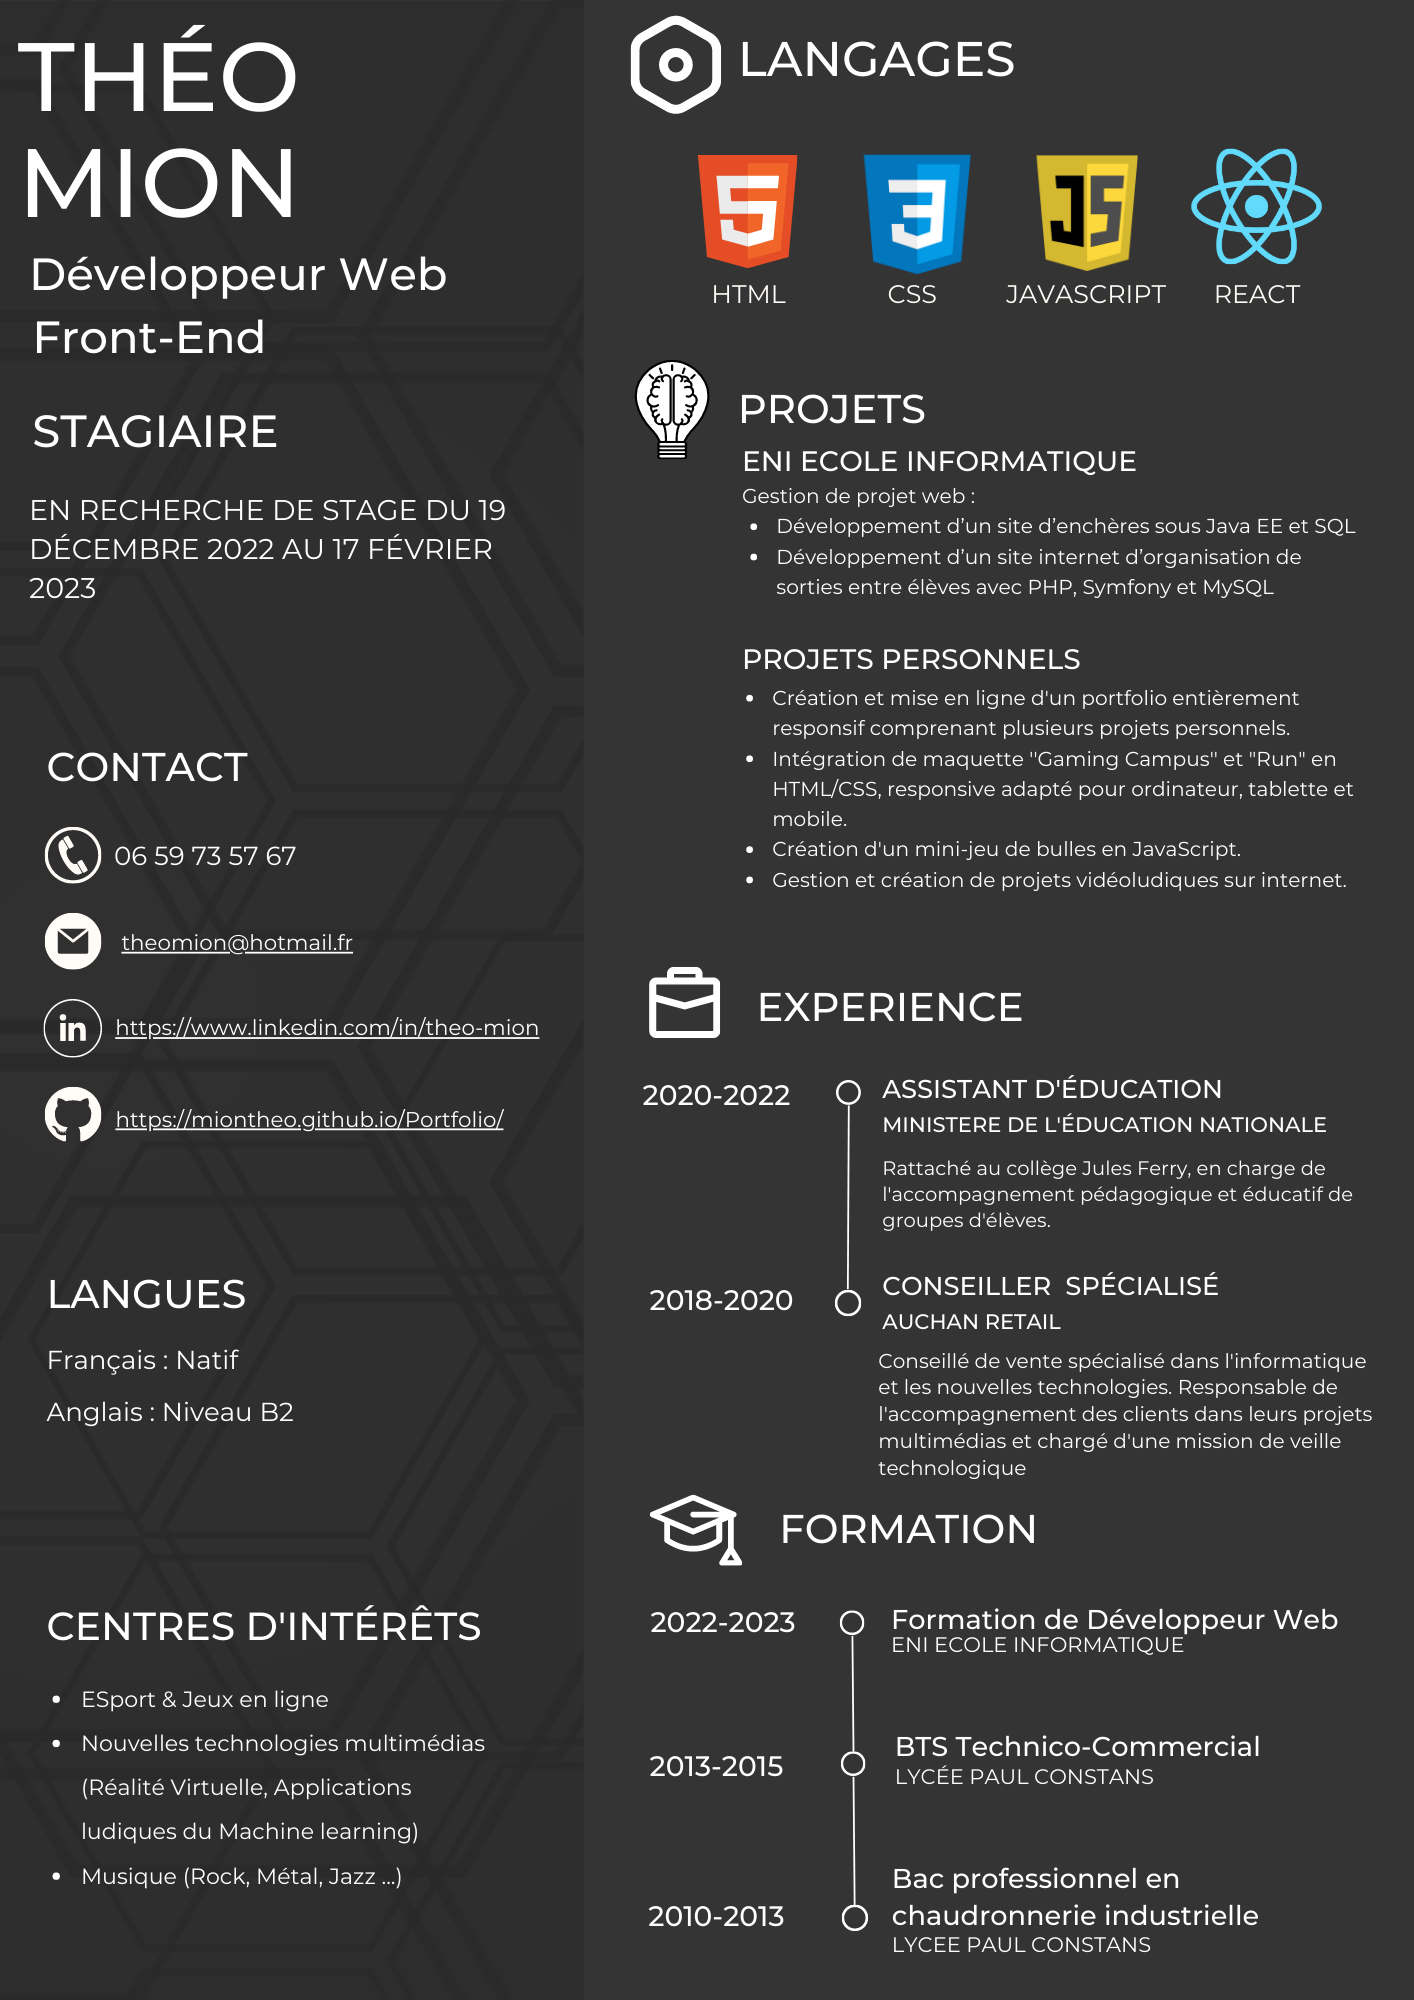 THÉO
MION
Développeur Web
Front-End
STAGIAIRE
EN RECHERCHE DE STAGE DU 19
DÉCEMBRE 2022 AU 17 FÉVRIER
2023
CONTACT
06 59 73 57 67
theomion@hotmail.fr
in
https://www.linkedin.com/in/theo-mion
https://miontheo.github.io/Portfolio/
LANGUES
Français : Natif
Anglais : Niveau B2
CENTRES D'INTÉRÊTS
• ESport & Jeux en ligne
• Nouvelles technologies multimédias
(Réalité Virtuelle, Applications
ludiques du Machine learning)
• Musique (Rock, Métal, Jazz ...)
LANGAGES
5 3 JS
HTML CSS JAVASCRIPT REACT
PROJETS
ENI ECOLE INFORMATIQUE
Gestion de projet web :
• Développement d’un site d’enchères sous Java EE et SQL
• Développement d’un site internet d’organisation de
sorties entre élèves avec PHP, Symfony et MySQL
PROJETS PERSONNELS
• Création et mise en ligne d'un portfolio entièrement
responsif comprenant plusieurs projets personnels.
• Intégration de maquette "Gaming Campus" et "Run" en
HTML/CSS, responsive adapté pour ordinateur, tablette et
mobile.
• Création d'un mini-jeu de bulles en JavaScript.
• Gestion et création de projets vidéoludiques sur internet.
EXPERIENCE
2020-2022
ASSISTANT D'ÉDUCATION
MINISTERE DE L'ÉDUCATION NATIONALE
Rattaché au collège Jules Ferry, en charge de
l'accompagnement pédagogique et éducatif de
groupes d'élèves.
2018-2020
CONSEILLER SPÉCIALISÉ
AUCHAN RETAIL
Conseillé de vente spécialisé dans l'informatique
et les nouvelles technologies. Responsable de
l'accompagnement des clients dans leurs projets
multimédias et chargé d'une mission de veille
technologique
FORMATION
2022-2023
Formation de Développeur Web
ENI ECOLE INFORMATIQUE
2013-2015
BTS Technico-Commercial
LYCÉE PAUL CONSTANS
2010-2013
Bac professionnel en
chaudronnerie industrielle
LYCEE PAUL CONSTANS